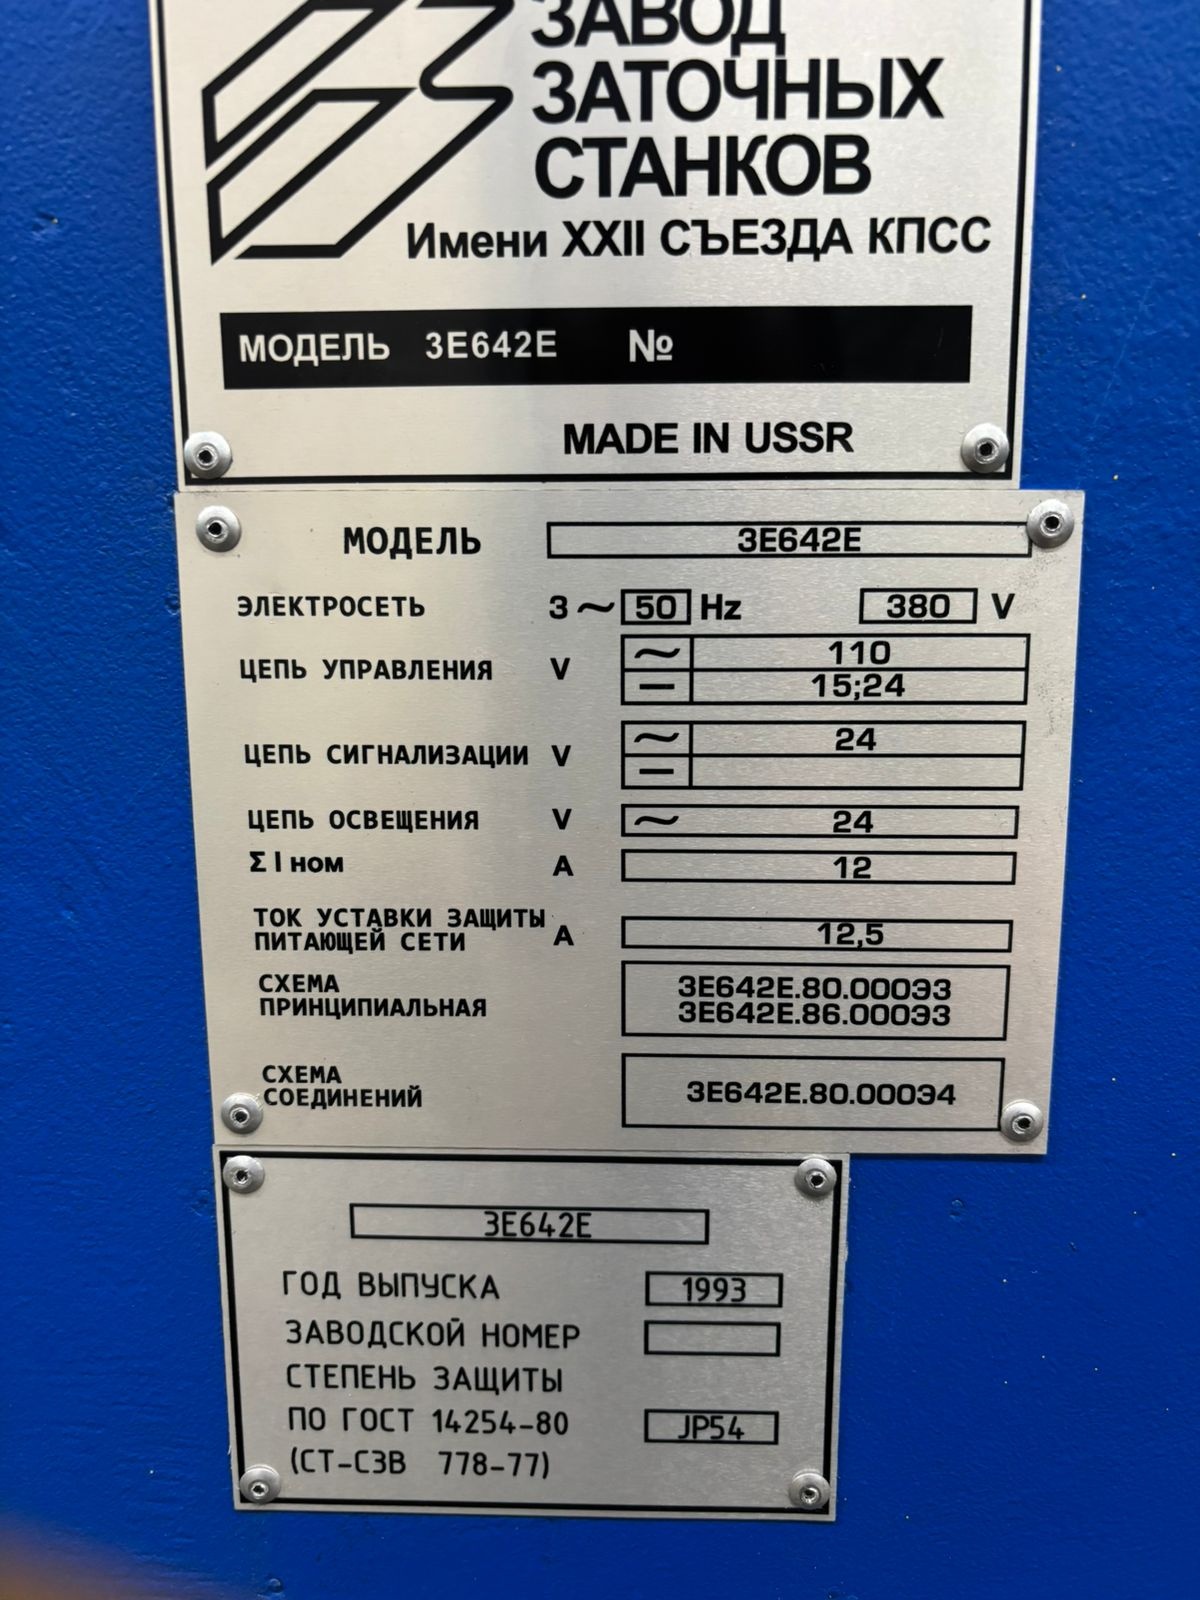 ЗАВОД
ЗАТОЧНЫХ
СТАНКОВ
Имени XXII СЪЕЗДА КПСС
МОДЕЛЬ 3Е642Е №
MADE IN USSR
МОДЕЛЬ 3Е642Е
ЭЛЕКТРОСЕТЬ 3 ~ 50 Hz 380 V
ЦЕПЬ УПРАВЛЕНИЯ V ~ 110
— 15;24
ЦЕПЬ СИГНАЛИЗАЦИИ V ~ 24
—
ЦЕПЬ ОСВЕЩЕНИЯ V ~ 24
Σ I ном А 12
ТОК УСТАВКИ ЗАЩИТЫ
ПИТАЮЩЕЙ СЕТИ А 12,5
СХЕМА
ПРИНЦИПИАЛЬНАЯ
3Е642Е.80.000Э3
3Е642Е.86.000Э3
СХЕМА
СОЕДИНЕНИЙ
3Е642Е.80.000Э4
3Е642Е
ГОД ВЫПУСКА 1993
ЗАВОДСКОЙ НОМЕР
СТЕПЕНЬ ЗАЩИТЫ
ПО ГОСТ 14254-80 JP54
(СТ-СЗВ 778-77)